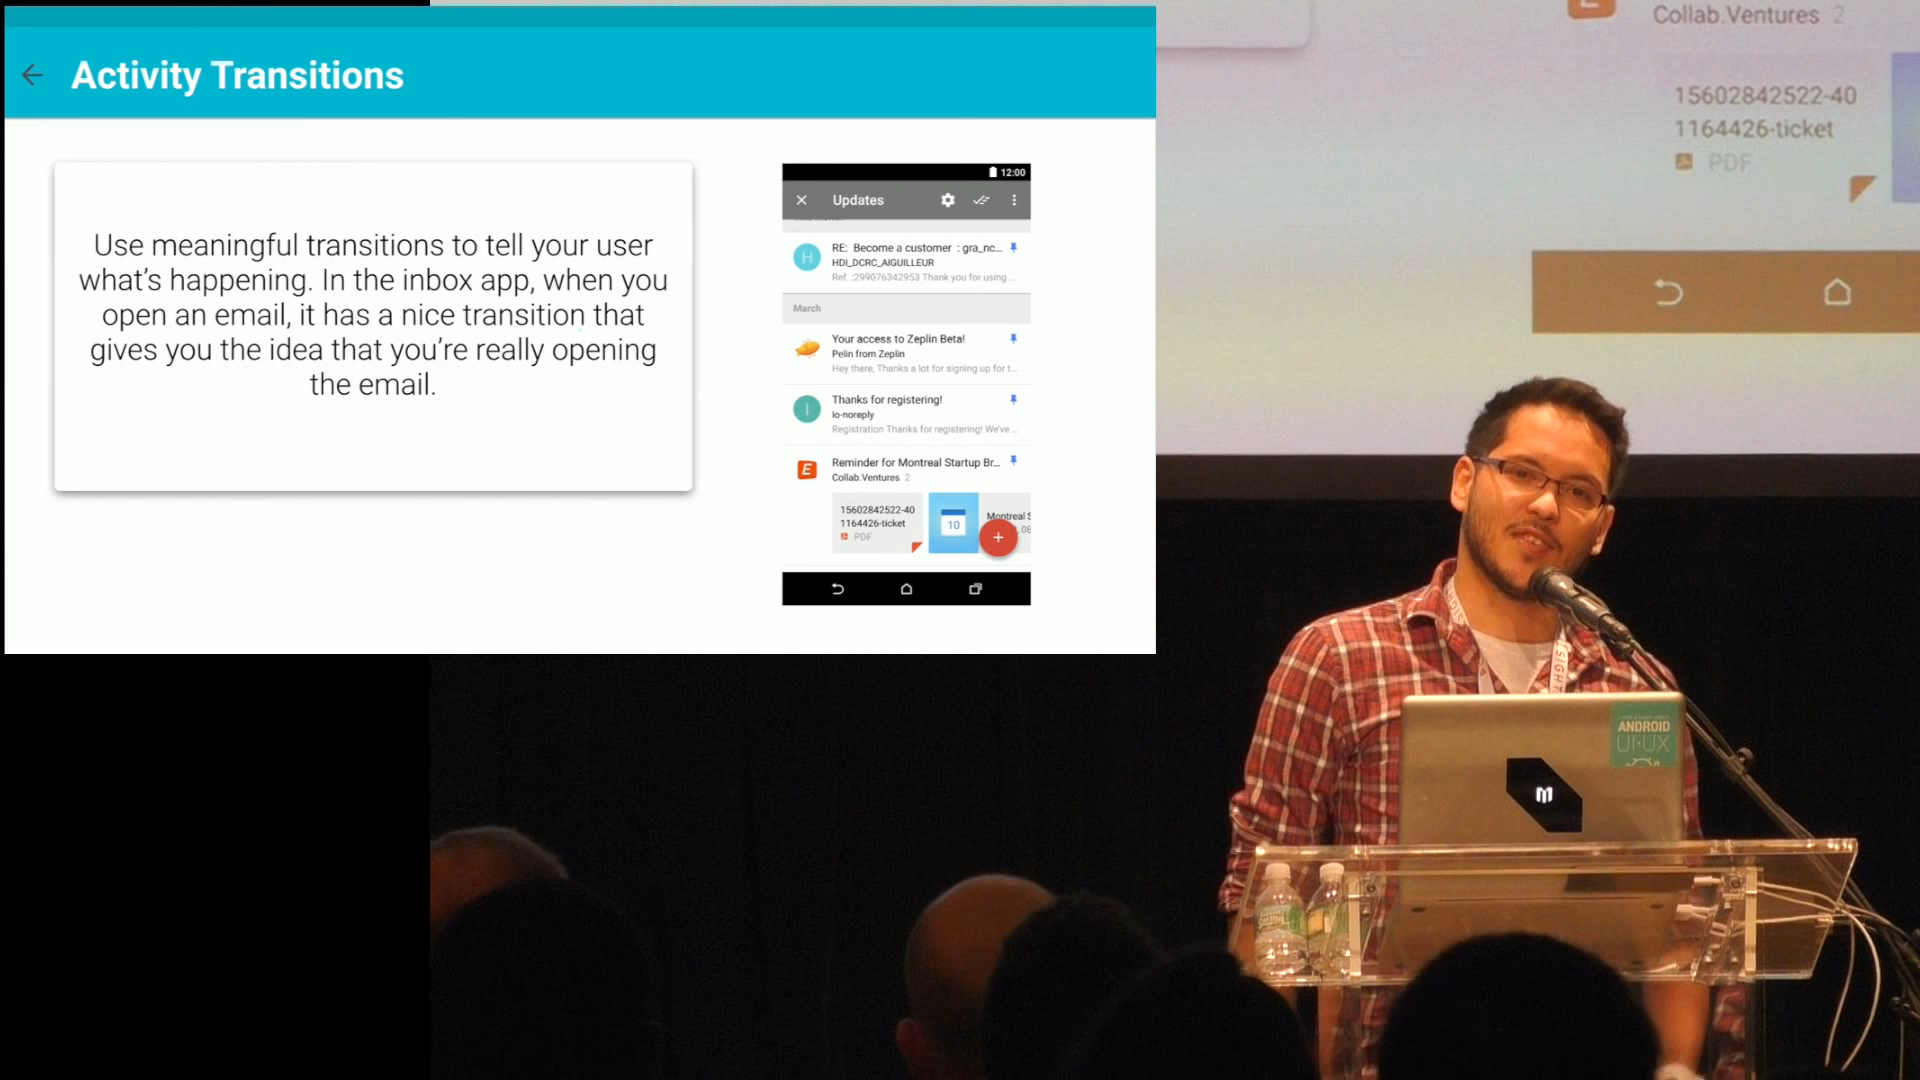 Activity Transitions
Use meaningful transitions to tell your user
what's happening. In the inbox app, when you
open an email, it has a nice transition that
gives you the idea that you're really opening
the email.
12:00
Updates
H
RE: Become a customer : gra_nc...
HDI_DCRC_AIGUILLEUR
Ref. :299076342953 Thank you for using ...
March
Your access to Zeplin Beta!
Pelin from Zeplin
Hey there, Thanks a lot for signing up for t...
I
Thanks for registering!
io-noreply
Registration Thanks for registering! We've ...
E
Reminder for Montreal Startup Br...
Collab.Ventures 2
15602842522-40
1164426-ticket
PDF
10
Montreal S
, 08
+
Collab.Ventures 2
15602842522-40
1164426-ticket
PDF
SIGHT
ANDROID
UI·UX